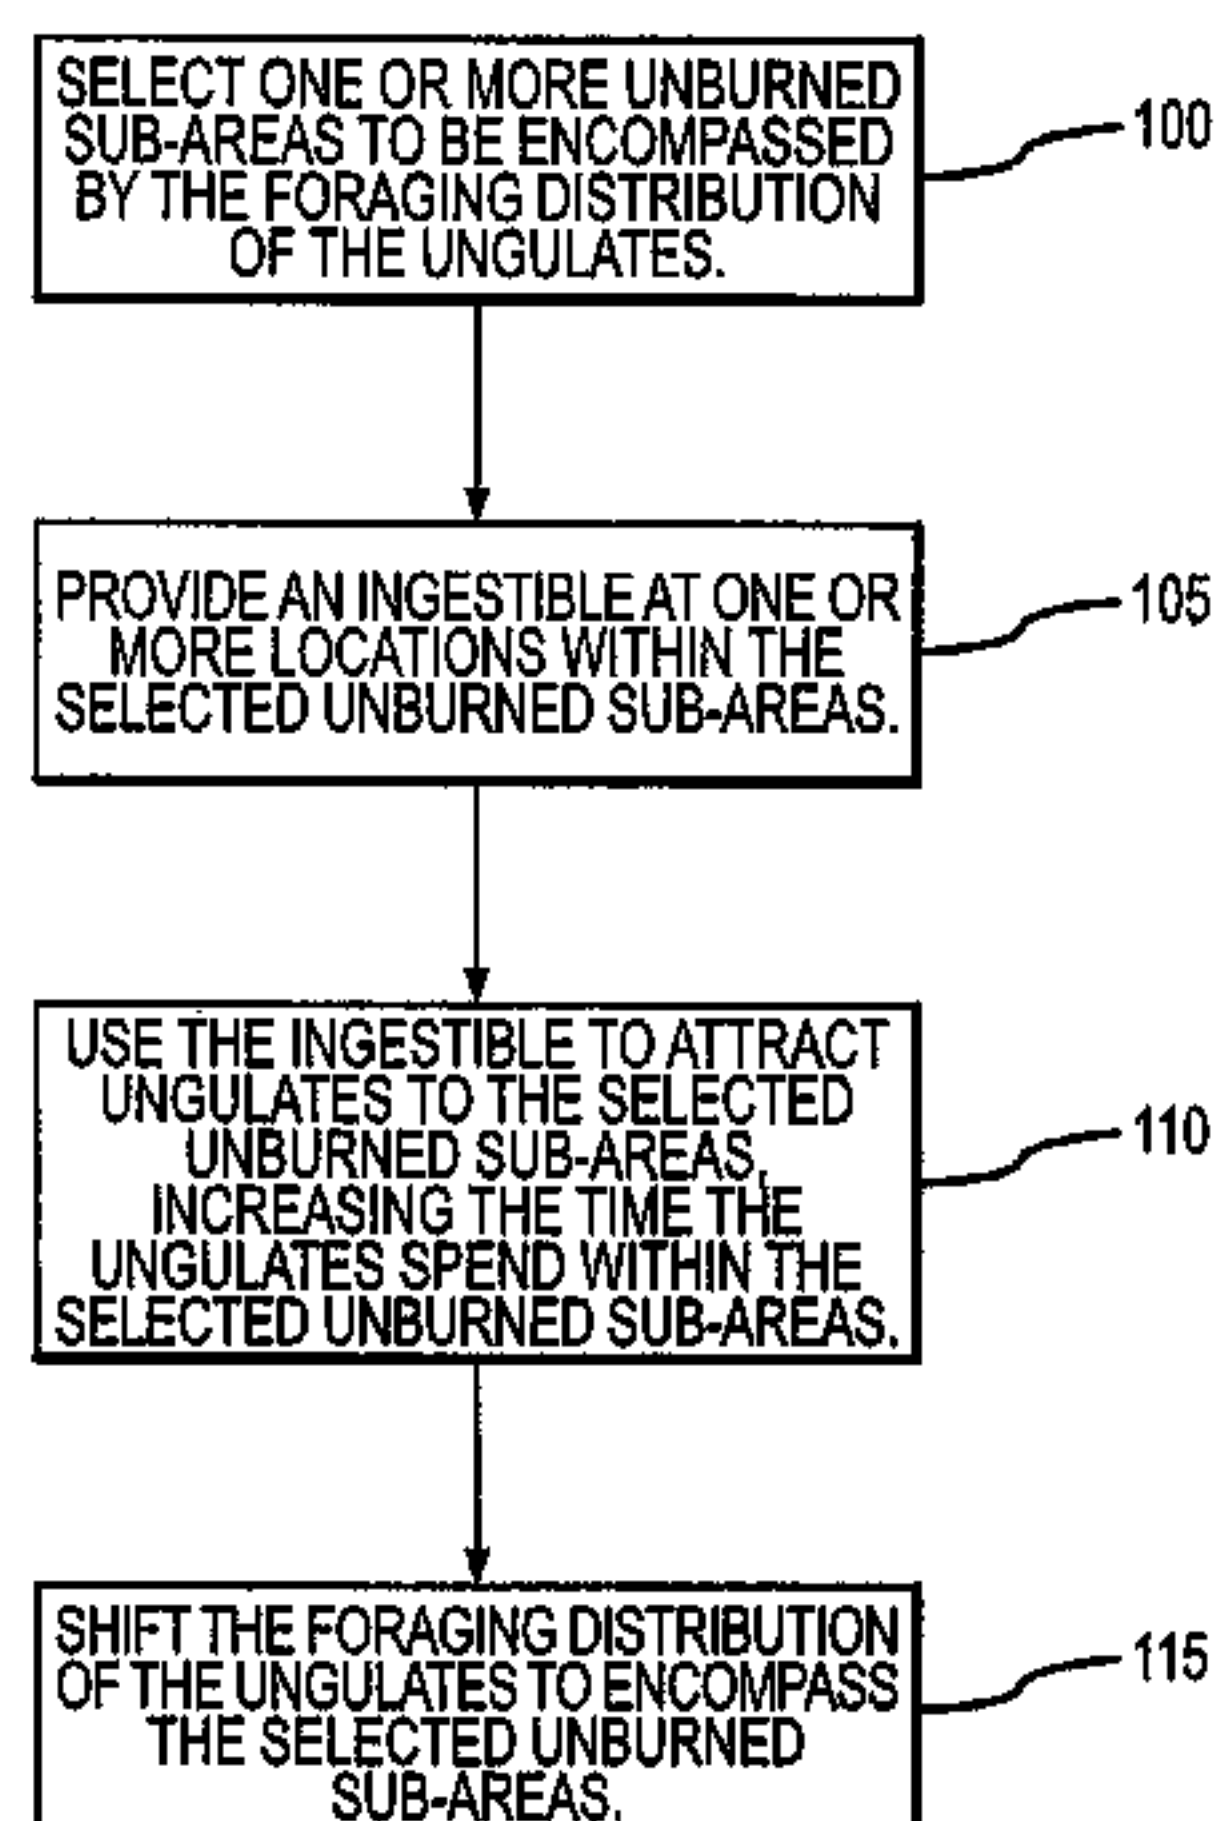 SELECT ONE OR MORE UNBURNED
SUB-AREAS TO BE ENCOMPASSED
BY THE FORAGING DISTRIBUTION
OF THE UNGULATES.
100
PROVIDE AN INGESTIBLE AT ONE OR
MORE LOCATIONS WITHIN THE
SELECTED UNBURNED SUB-AREAS.
105
USE THE INGESTIBLE TO ATTRACT
UNGULATES TO THE SELECTED
UNBURNED SUB-AREAS,
INCREASING THE TIME THE
UNGULATES SPEND WITHIN THE
SELECTED UNBURNED SUB-AREAS.
110
SHIFT THE FORAGING DISTRIBUTION
OF THE UNGULATES TO ENCOMPASS
THE SELECTED UNBURNED
SUB-AREAS.
115